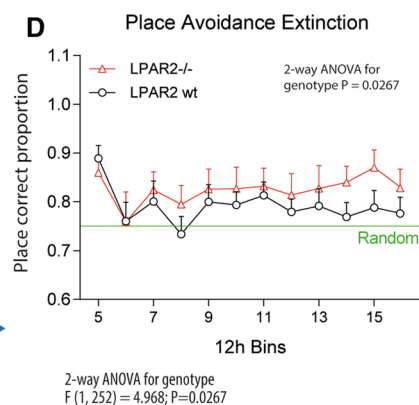 D
Place Avoidance Extinction
1.1
1.0
0.9
0.8
0.7
0.6
Place correct proportion
LPAR2-/-
LPAR2 wt
2-way ANOVA for
genotype P = 0.0267
Random
5
7
9
11
13
15
12h Bins
2-way ANOVA for genotype
F (1, 252) = 4.968; P=0.0267